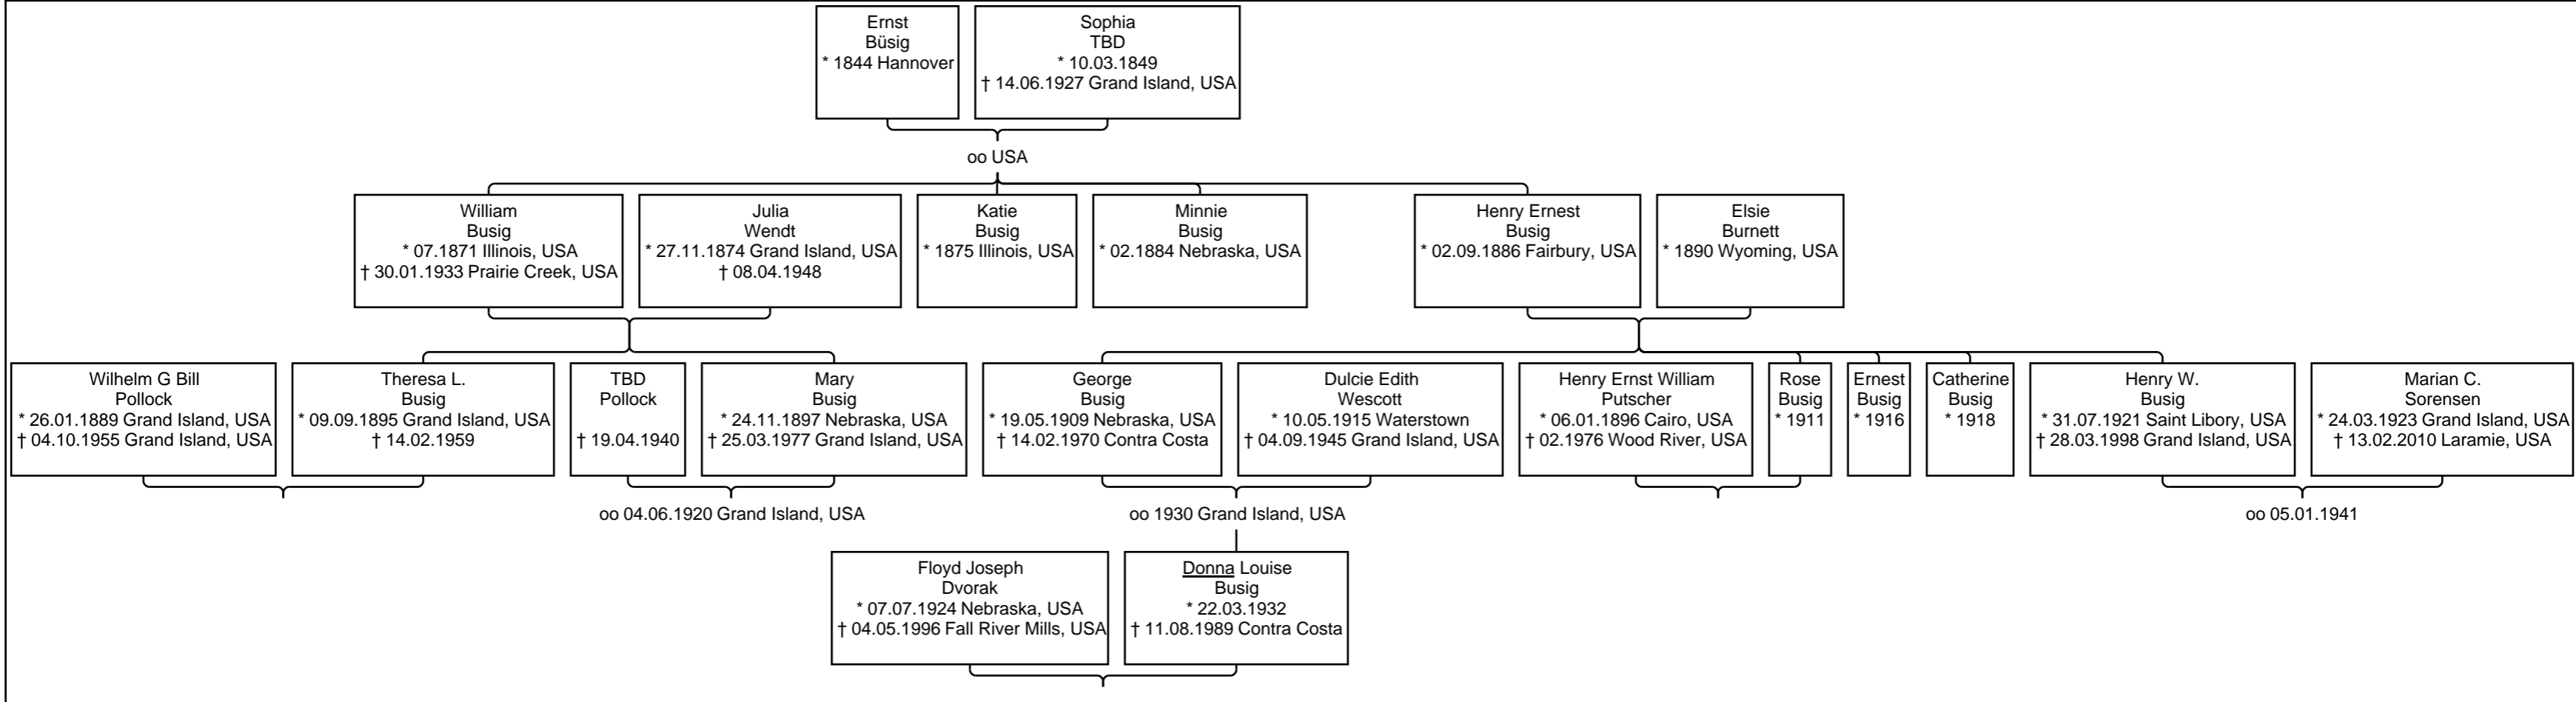 Ernst
Büsig
* 1844 Hannover
Sophia
TBD
* 10.03.1849
† 14.06.1927 Grand Island, USA
oo USA
William
Busig
* 07.1871 Illinois, USA
† 30.01.1933 Prairie Creek, USA
Julia
Wendt
* 27.11.1874 Grand Island, USA
† 08.04.1948
Katie
Busig
* 1875 Illinois, USA
Minnie
Busig
* 02.1884 Nebraska, USA
Henry Ernest
Busig
* 02.09.1886 Fairbury, USA
Elsie
Burnett
* 1890 Wyoming, USA
Wilhelm G Bill
Pollock
* 26.01.1889 Grand Island, USA
† 04.10.1955 Grand Island, USA
Theresa L.
Busig
* 09.09.1895 Grand Island, USA
† 14.02.1959
TBD
Pollock
† 19.04.1940
Mary
Busig
* 24.11.1897 Nebraska, USA
† 25.03.1977 Grand Island, USA
George
Busig
* 19.05.1909 Nebraska, USA
† 14.02.1970 Contra Costa
Dulcie Edith
Wescott
* 10.05.1915 Waterstown
† 04.09.1945 Grand Island, USA
Henry Ernst William
Putscher
* 06.01.1896 Cairo, USA
† 02.1976 Wood River, USA
Rose
Busig
* 1911
Ernest
Busig
* 1916
Catherine
Busig
* 1918
Henry W.
Busig
* 31.07.1921 Saint Libory, USA
† 28.03.1998 Grand Island, USA
Marian C.
Sorensen
* 24.03.1923 Grand Island, USA
† 13.02.2010 Laramie, USA
oo 04.06.1920 Grand Island, USA
oo 1930 Grand Island, USA
oo 05.01.1941
Floyd Joseph
Dvorak
* 07.07.1924 Nebraska, USA
† 04.05.1996 Fall River Mills, USA
Donna Louise
Busig
* 22.03.1932
† 11.08.1989 Contra Costa